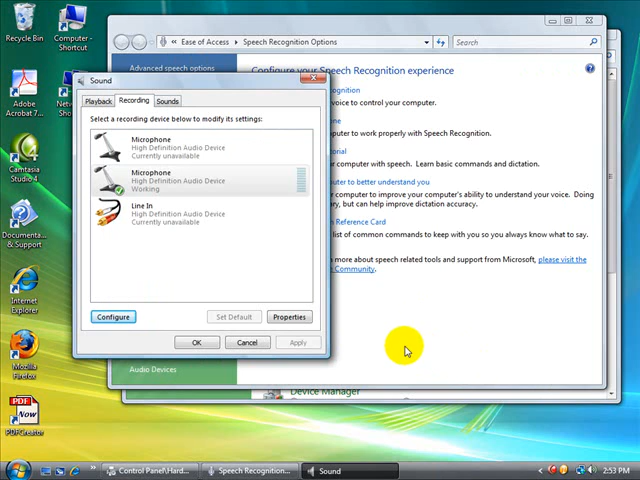 Recycle Bin
Computer -
Shortcut
Adobe
Acrobat 7...
Camtasia
Studio 4
Documenta...
& Support
Internet
Explorer
Mozilla
Firefox
PDF
Now
PDFCreator
Ease of Access
Speech Recognition Options
Search
Advanced speech options
Configure your Speech Recognition experience
voice to control your computer.
computer to work properly with Speech Recognition.
computer with speech. Learn basic commands and dictation.
to better understand you
to improve your computer's ability to understand your voice. Doing
, but can help improve dictation accuracy.
Reference Card
list of common commands to keep with you so you always know what to say.
more about speech related tools and support from Microsoft, please visit the
Audio Devices
Device Manager
Sound
Playback
Recording
Sounds
Select a recording device below to modify its settings:
Microphone
High Definition Audio Device
Currently unavailable
Microphone
High Definition Audio Device
Working
Line In
High Definition Audio Device
Currently unavailable
Configure
Set Default
Properties
OK
Cancel
Apply
Control Panel\Hard...
Speech Recognition...
Sound
2:53 PM